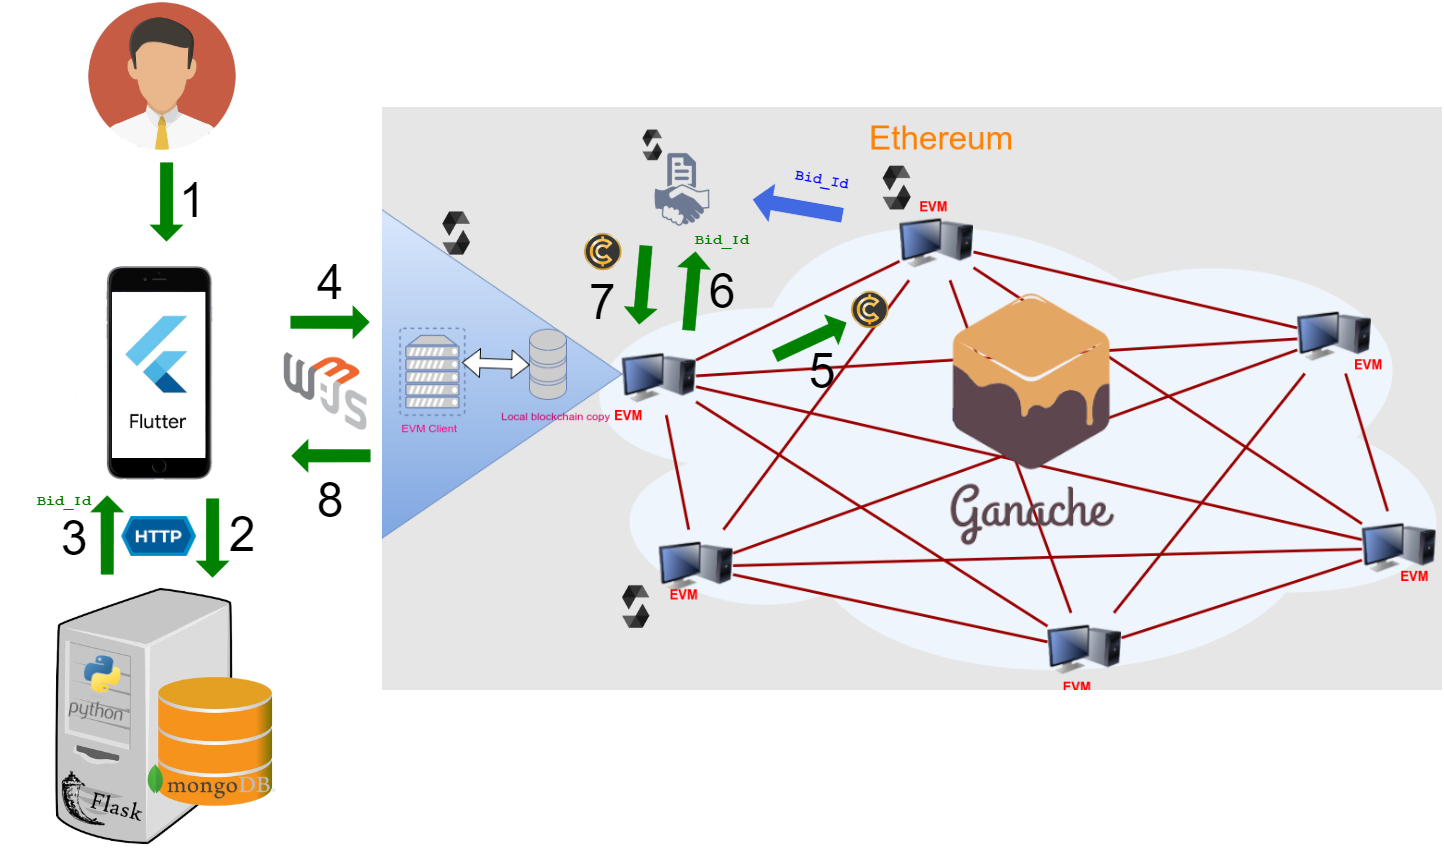 Ethereum
Bid_Id
EVM
1
Bid_Id
7
6
4
5
EVM
Flutter
W3JS
Local blockchain copy
EVM
EVM Client
8
Bid_Id
3
HTTP
2
Ganache
EVM
EVM
EVM
python
mongoDB.
Flask